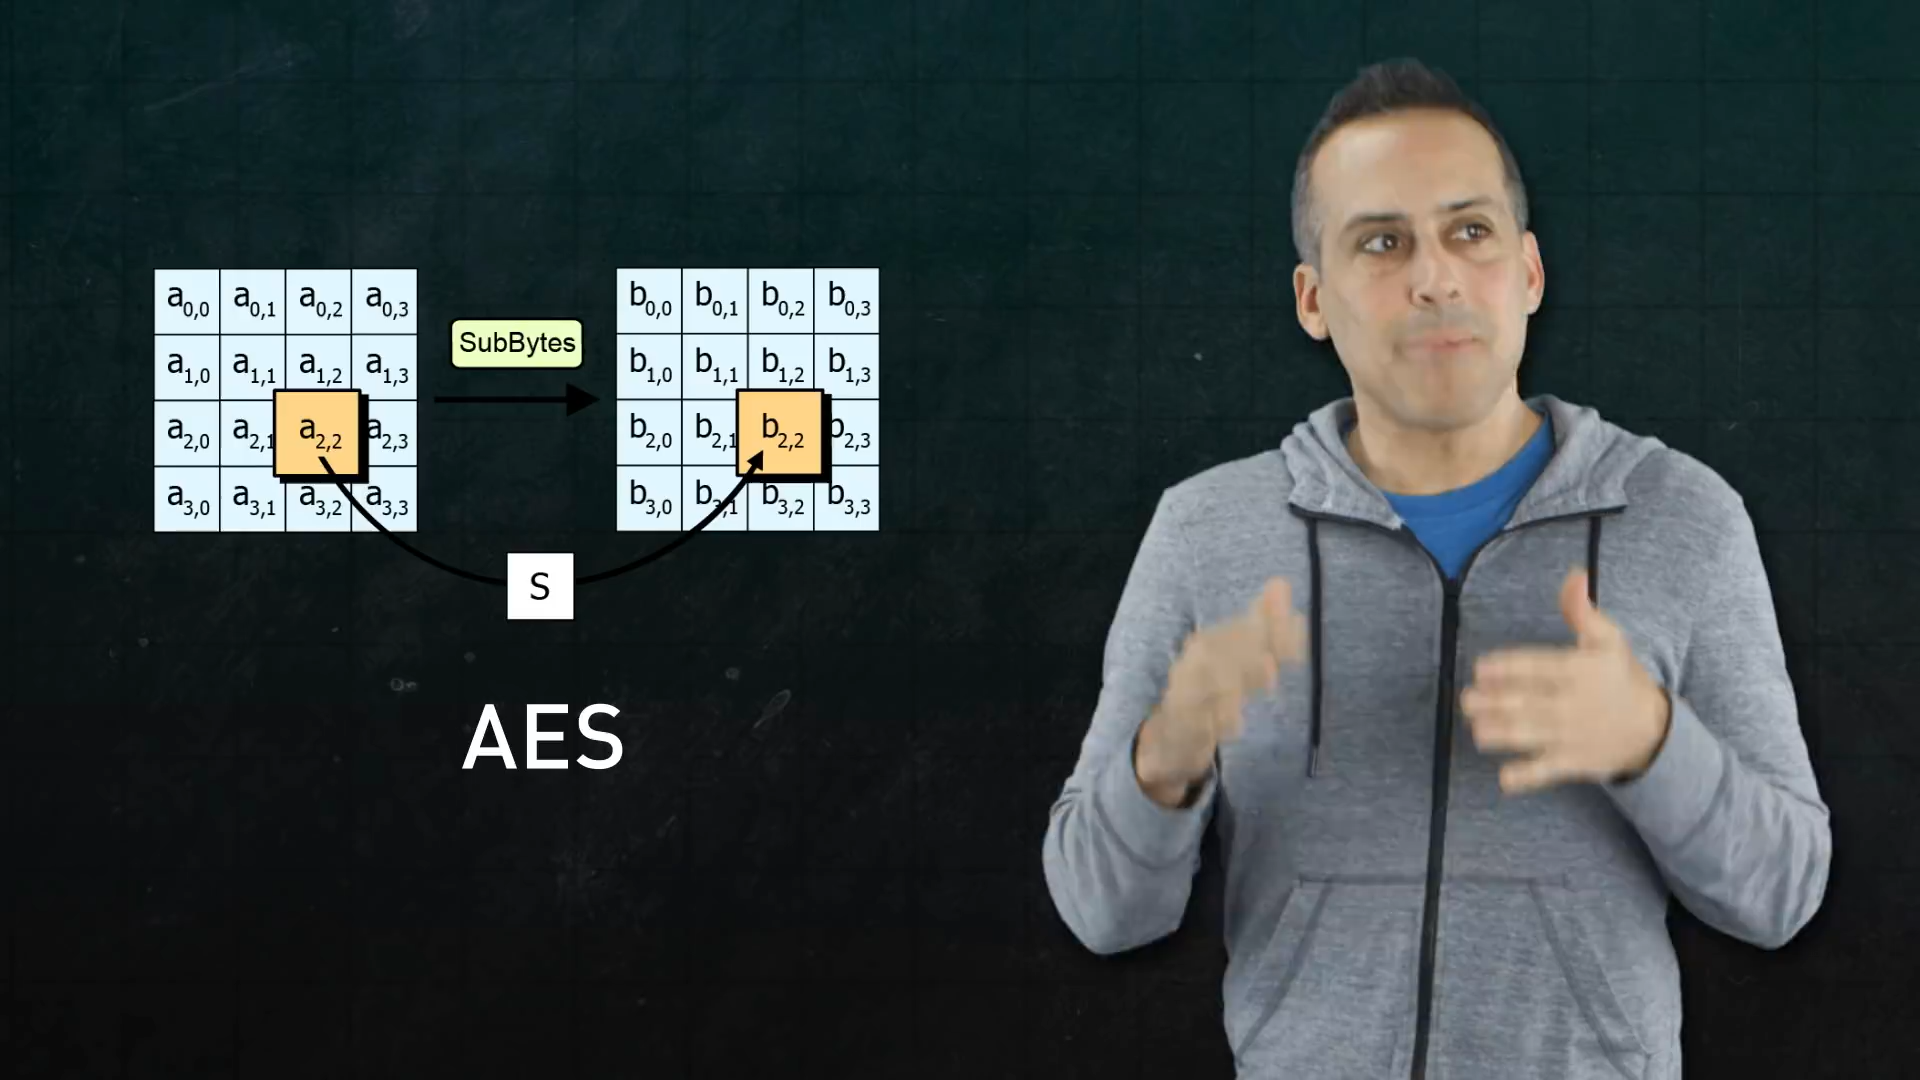 a0,0 a0,1 a0,2 a0,3
a1,0 a1,1 a1,2 a1,3
a2,0 a2,1 a2,2 a2,3
a3,0 a3,1 a3,2 a3,3
SubBytes
b0,0 b0,1 b0,2 b0,3
b1,0 b1,1 b1,2 b1,3
b2,0 b2,1 b2,2 b2,3
b3,0 b3,1 b3,2 b3,3
S
AES